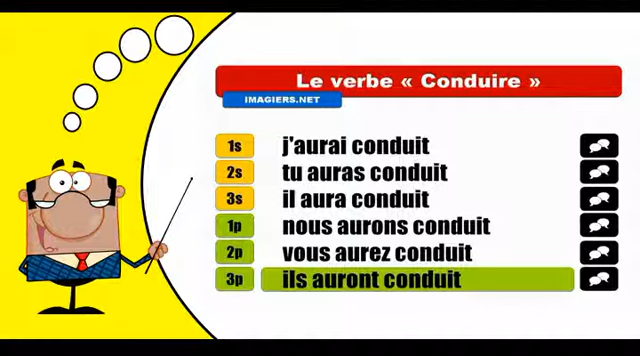 Le verbe « Conduire »
IMAGIERS.NET
1s j'aurai conduit
2s tu auras conduit
3s il aura conduit
1p nous aurons conduit
2p vous aurez conduit
3p ils auront conduit